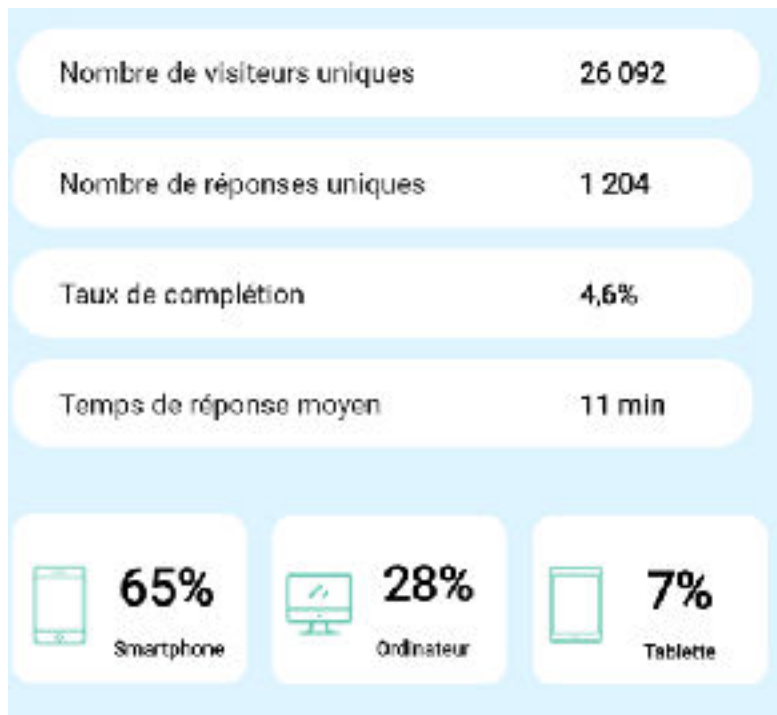 Nombre de visiteurs uniques 26 092
Nombre de réponses uniques 1 204
Taux de complétion 4,6%
Temps de réponse moyen 11 min
65% 28% 7%
Smartphone Ordinateur Tablette